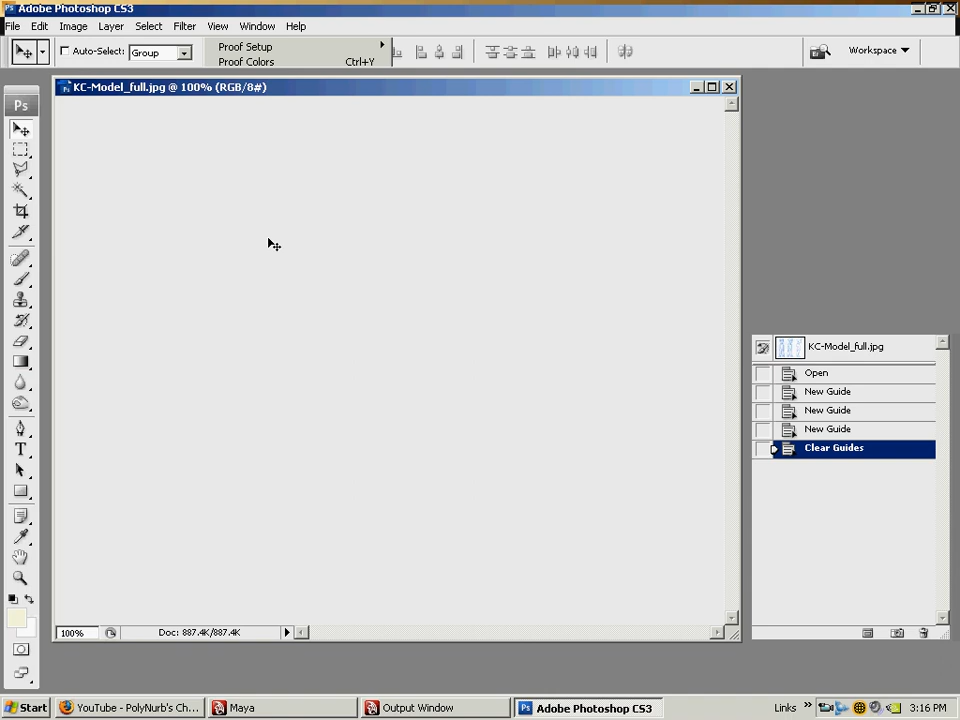 Adobe Photoshop CS3
File Edit Image Layer Select Filter View Window Help
Auto-Select: Group
Proof Setup
Proof Colors Ctrl+Y
Workspace
KC-Model_full.jpg @ 100% (RGB/8#)
Ps
T
KC-Model_full.jpg
Open
New Guide
New Guide
New Guide
Clear Guides
100% Doc: 887.4K/887.4K
Start YouTube - PolyNurb's Ch... Maya Output Window Adobe Photoshop CS3 Links » 3:16 PM